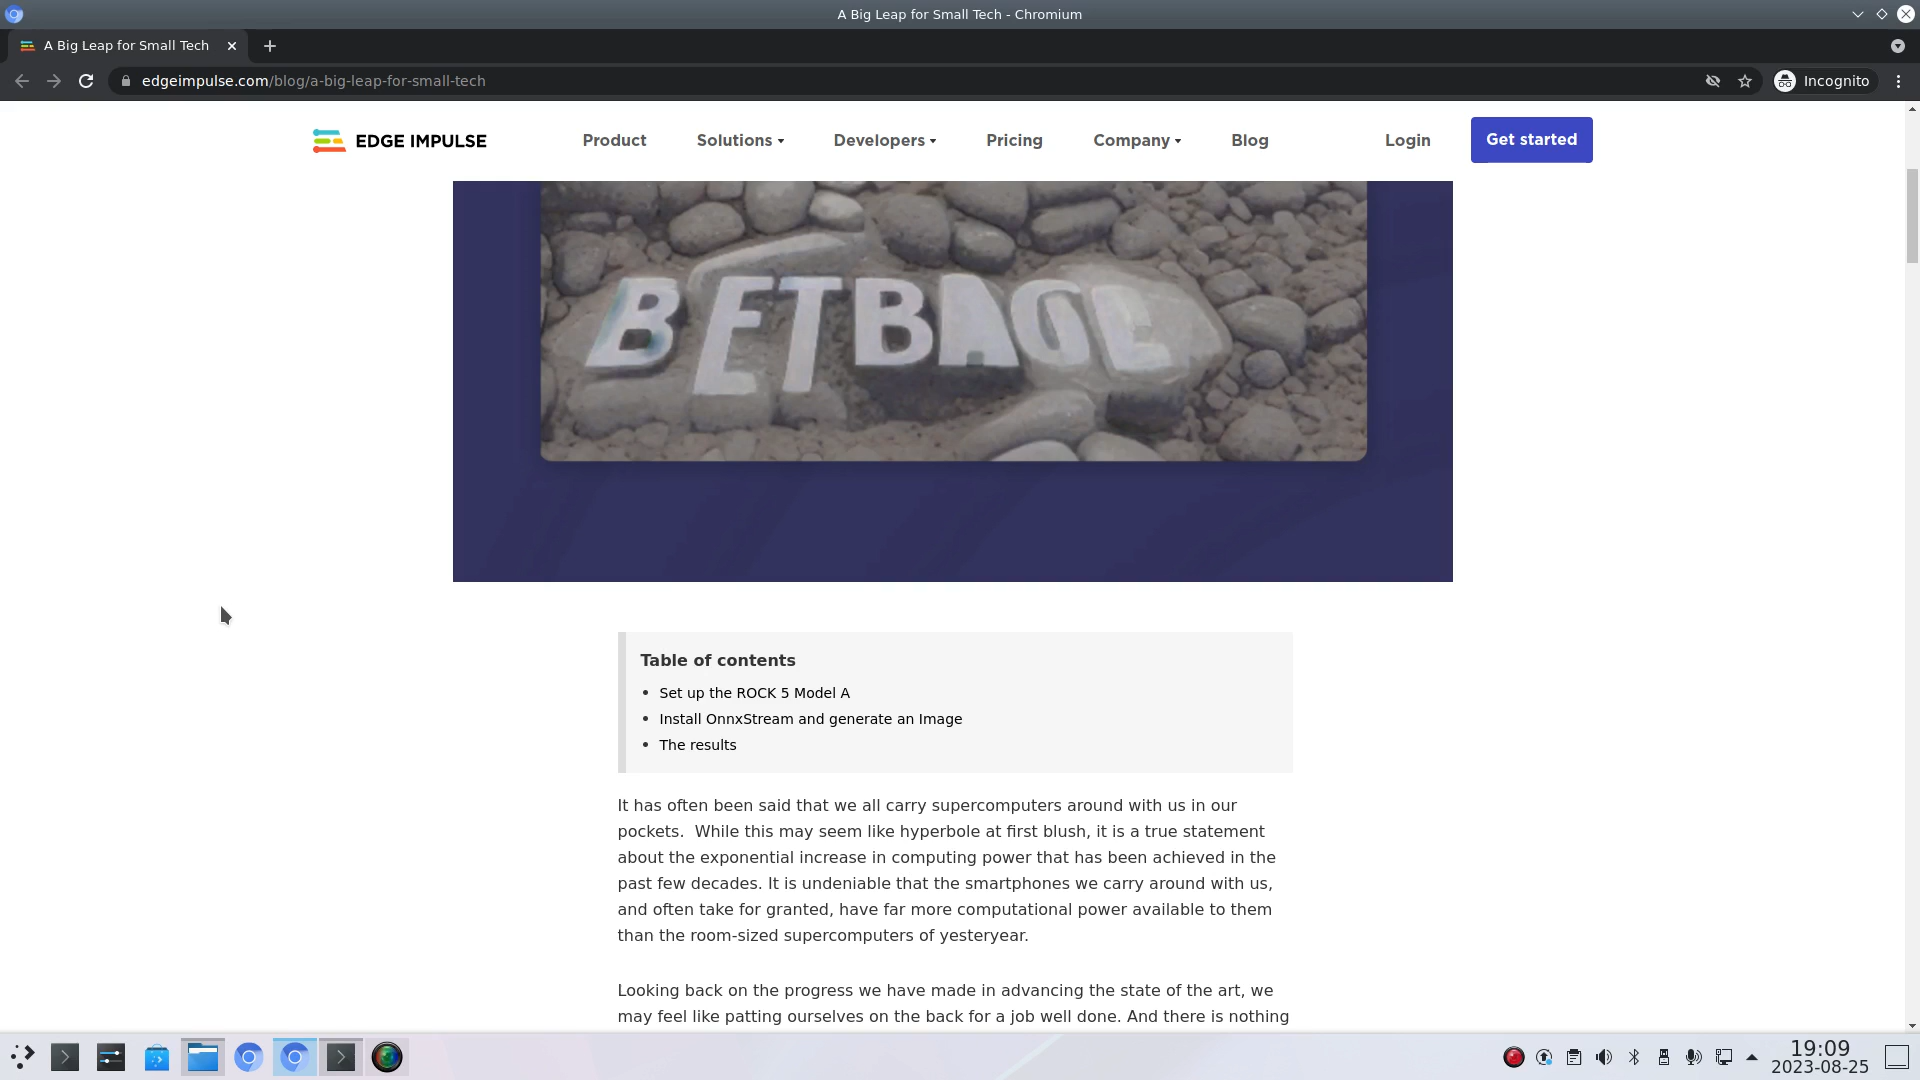 A Big Leap for Small Tech - Chromium
A Big Leap for Small Tech
edgeimpulse.com/blog/a-big-leap-for-small-tech
Incognito
EDGE IMPULSE
Product
Solutions
Developers
Pricing
Company
Blog
Login
Get started
BETBAGE
Table of contents
• Set up the ROCK 5 Model A
• Install OnnxStream and generate an Image
• The results
It has often been said that we all carry supercomputers around with us in our
pockets.  While this may seem like hyperbole at first blush, it is a true statement
about the exponential increase in computing power that has been achieved in the
past few decades. It is undeniable that the smartphones we carry around with us,
and often take for granted, have far more computational power available to them
than the room-sized supercomputers of yesteryear.
Looking back on the progress we have made in advancing the state of the art, we
may feel like patting ourselves on the back for a job well done. And there is nothing
19:09
2023-08-25